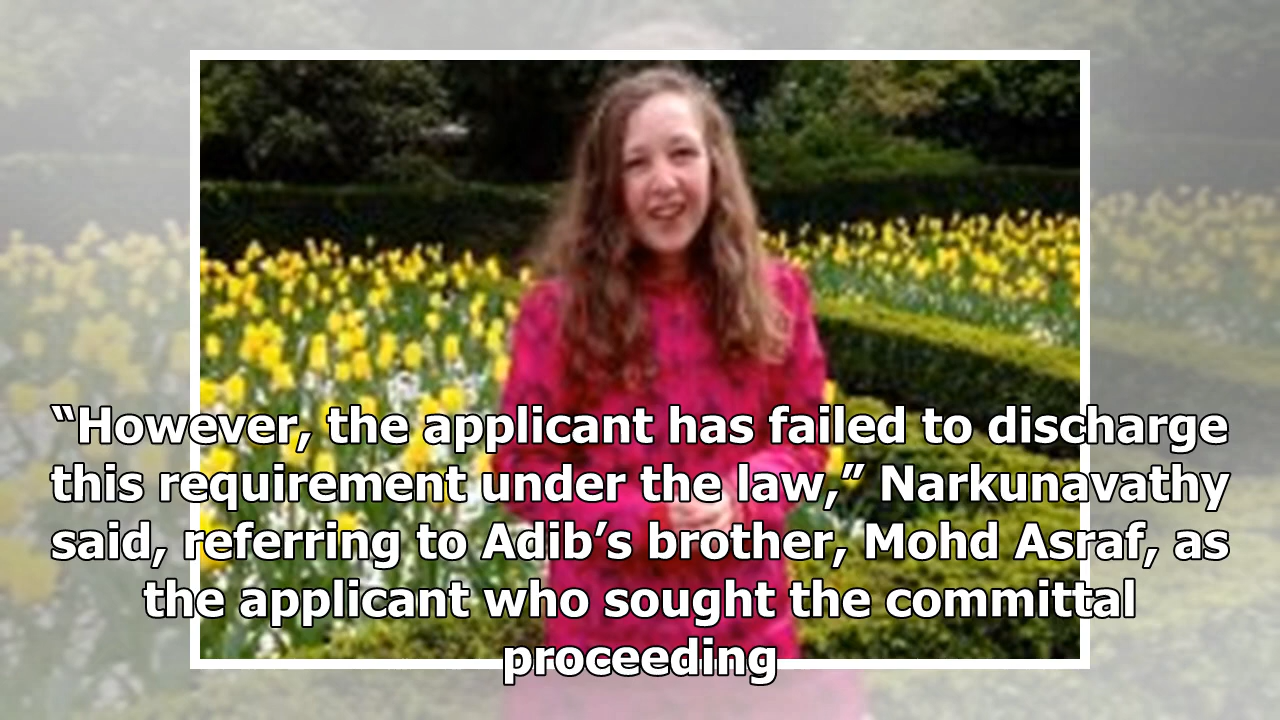 “However, the applicant has failed to discharge
this requirement under the law,” Narkunavathy
said, referring to Adib’s brother, Mohd Asraf, as
the applicant who sought the committal
proceeding